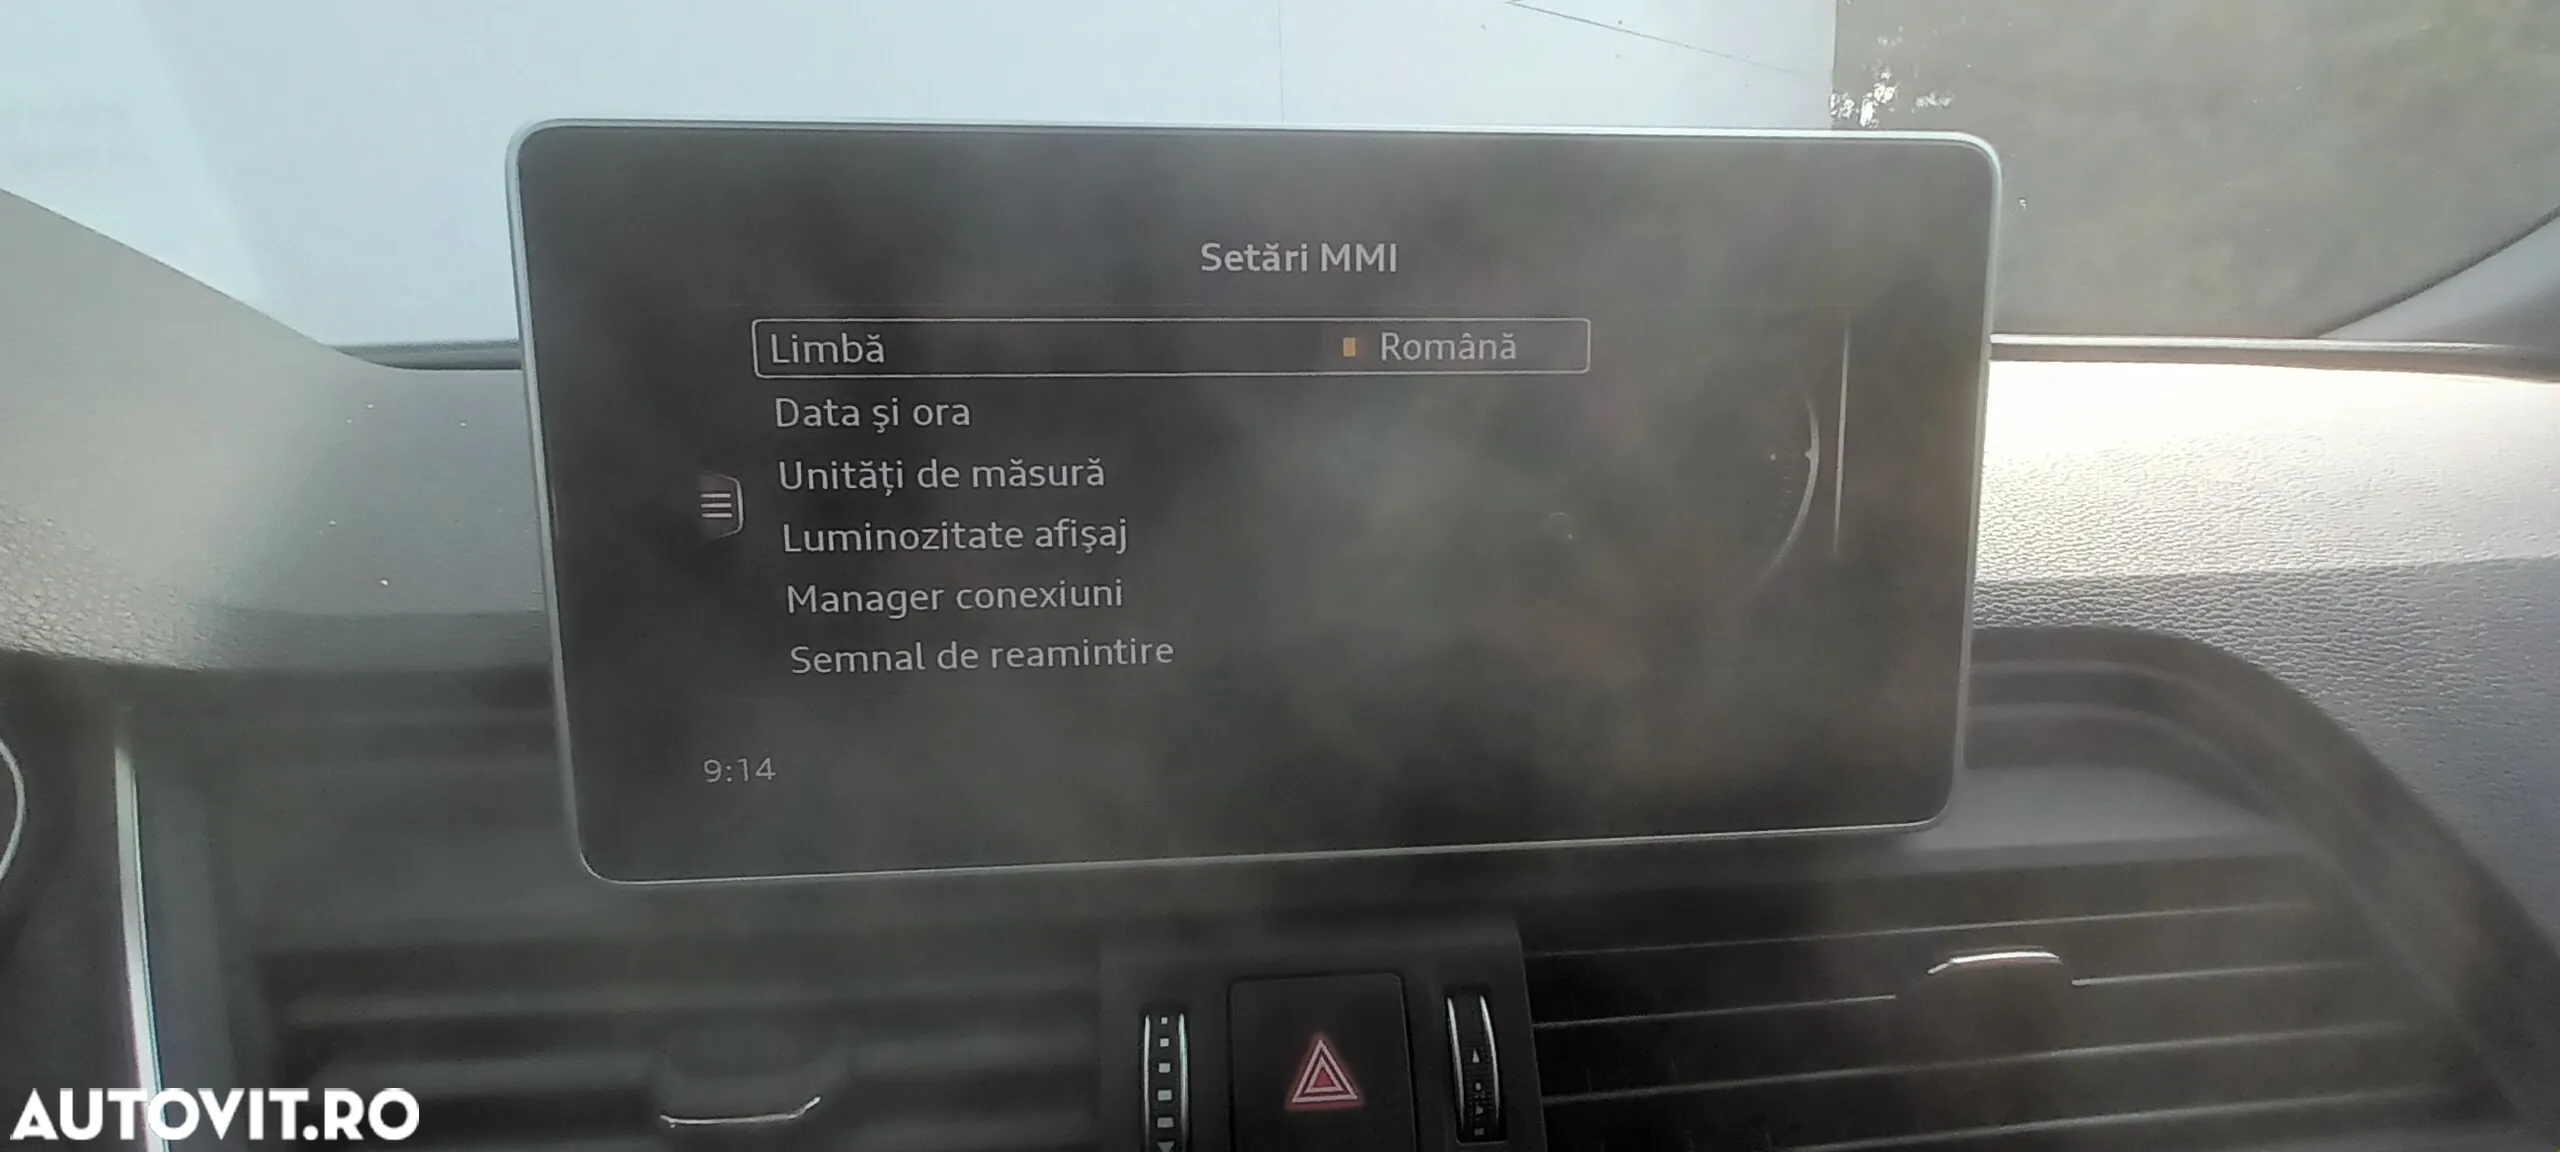 Setări MMI
Limbă Română
Data şi ora
Unităţi de măsură
Luminozitate afişaj
Manager conexiuni
Semnal de reamintire
9:14
AUTOVIT.RO